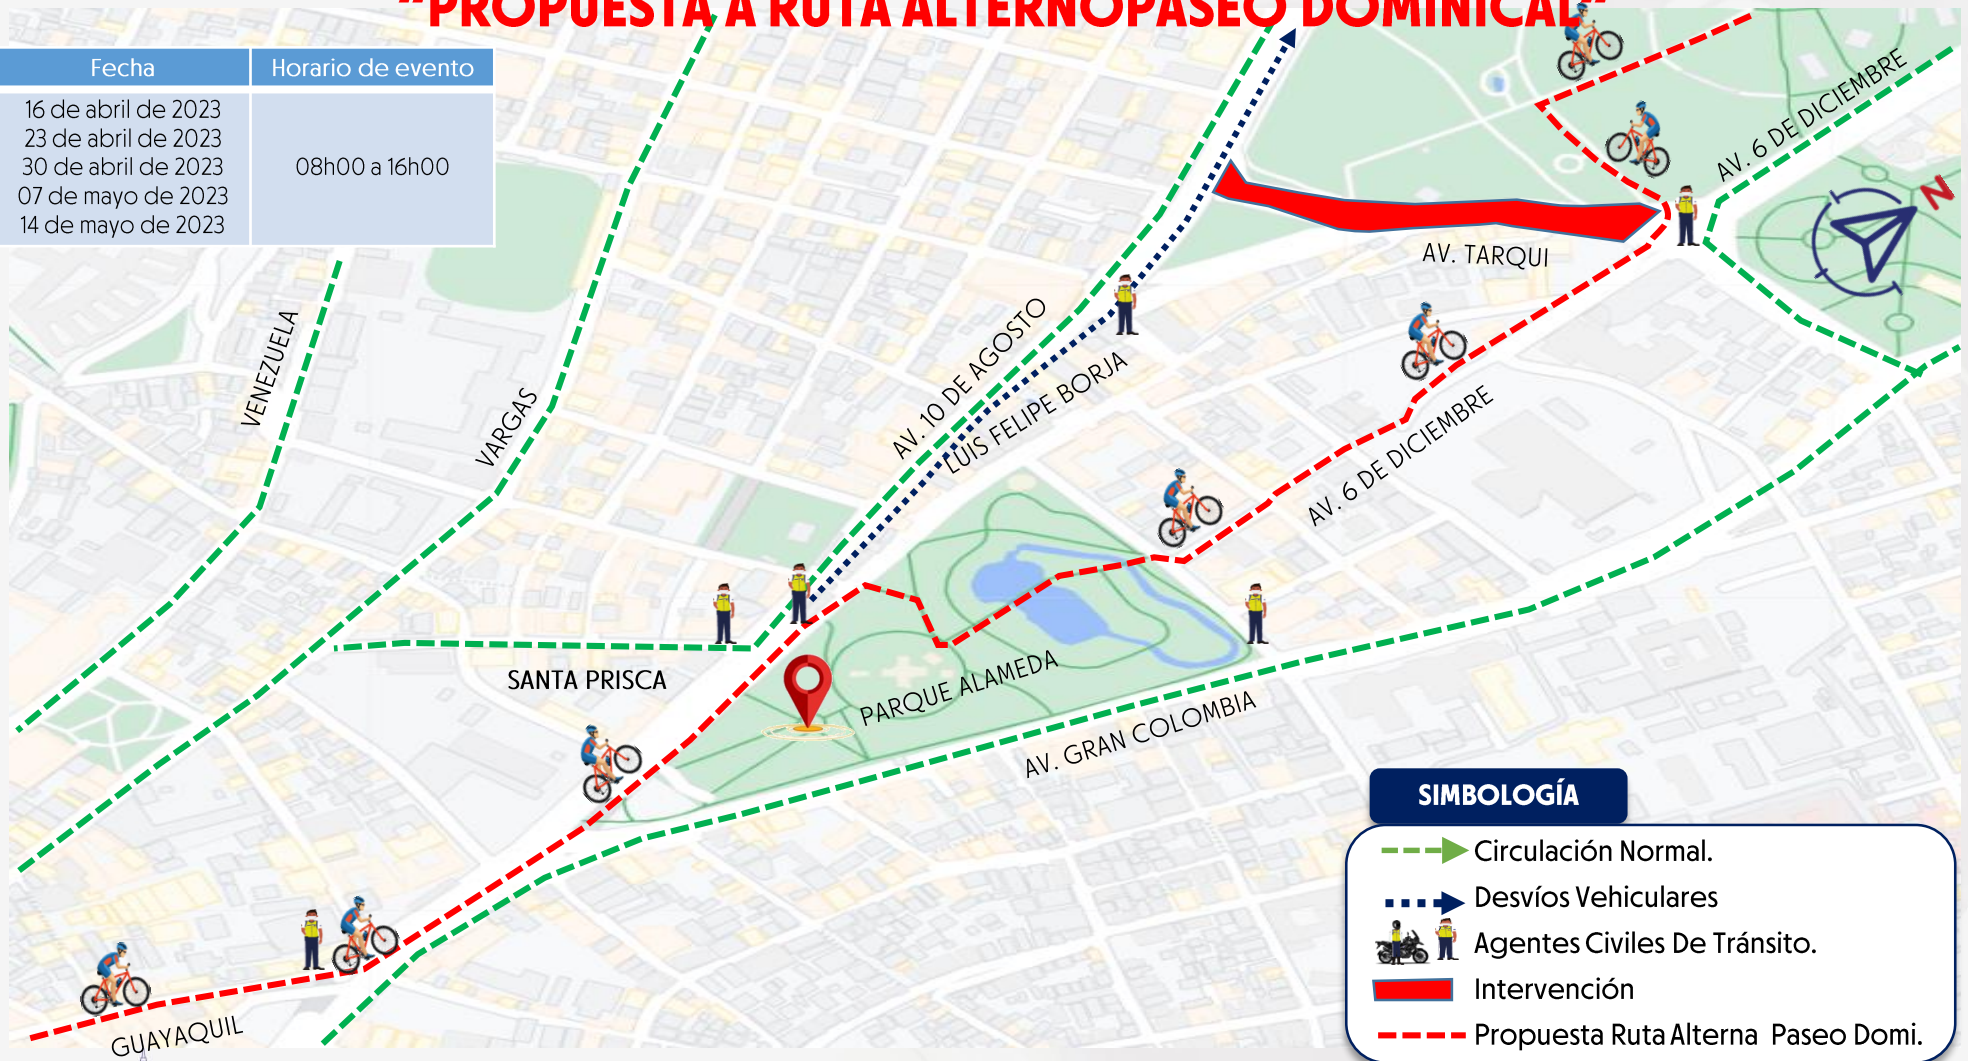 "PROPUESTA A RUTA ALTERNOPASEO DOMINICAL"
Fecha
Horario de evento
16 de abril de 2023
23 de abril de 2023
30 de abril de 2023
07 de mayo de 2023
14 de mayo de 2023
08h00 a 16h00
AV. 6 DE DICIEMBRE
N
AV. TARQUI
VENEZUELA
VARGAS
AV. 10 DE AGOSTO
LUIS FELIPE BORJA
AV. 6 DE DICIEMBRE
SANTA PRISCA
PARQUE ALAMEDA
AV. GRAN COLOMBIA
GUAYAQUIL
SIMBOLOGÍA
Circulación Normal.
Desvíos Vehiculares
Agentes Civiles De Tránsito.
Intervención
Propuesta Ruta Alterna Paseo Domi.